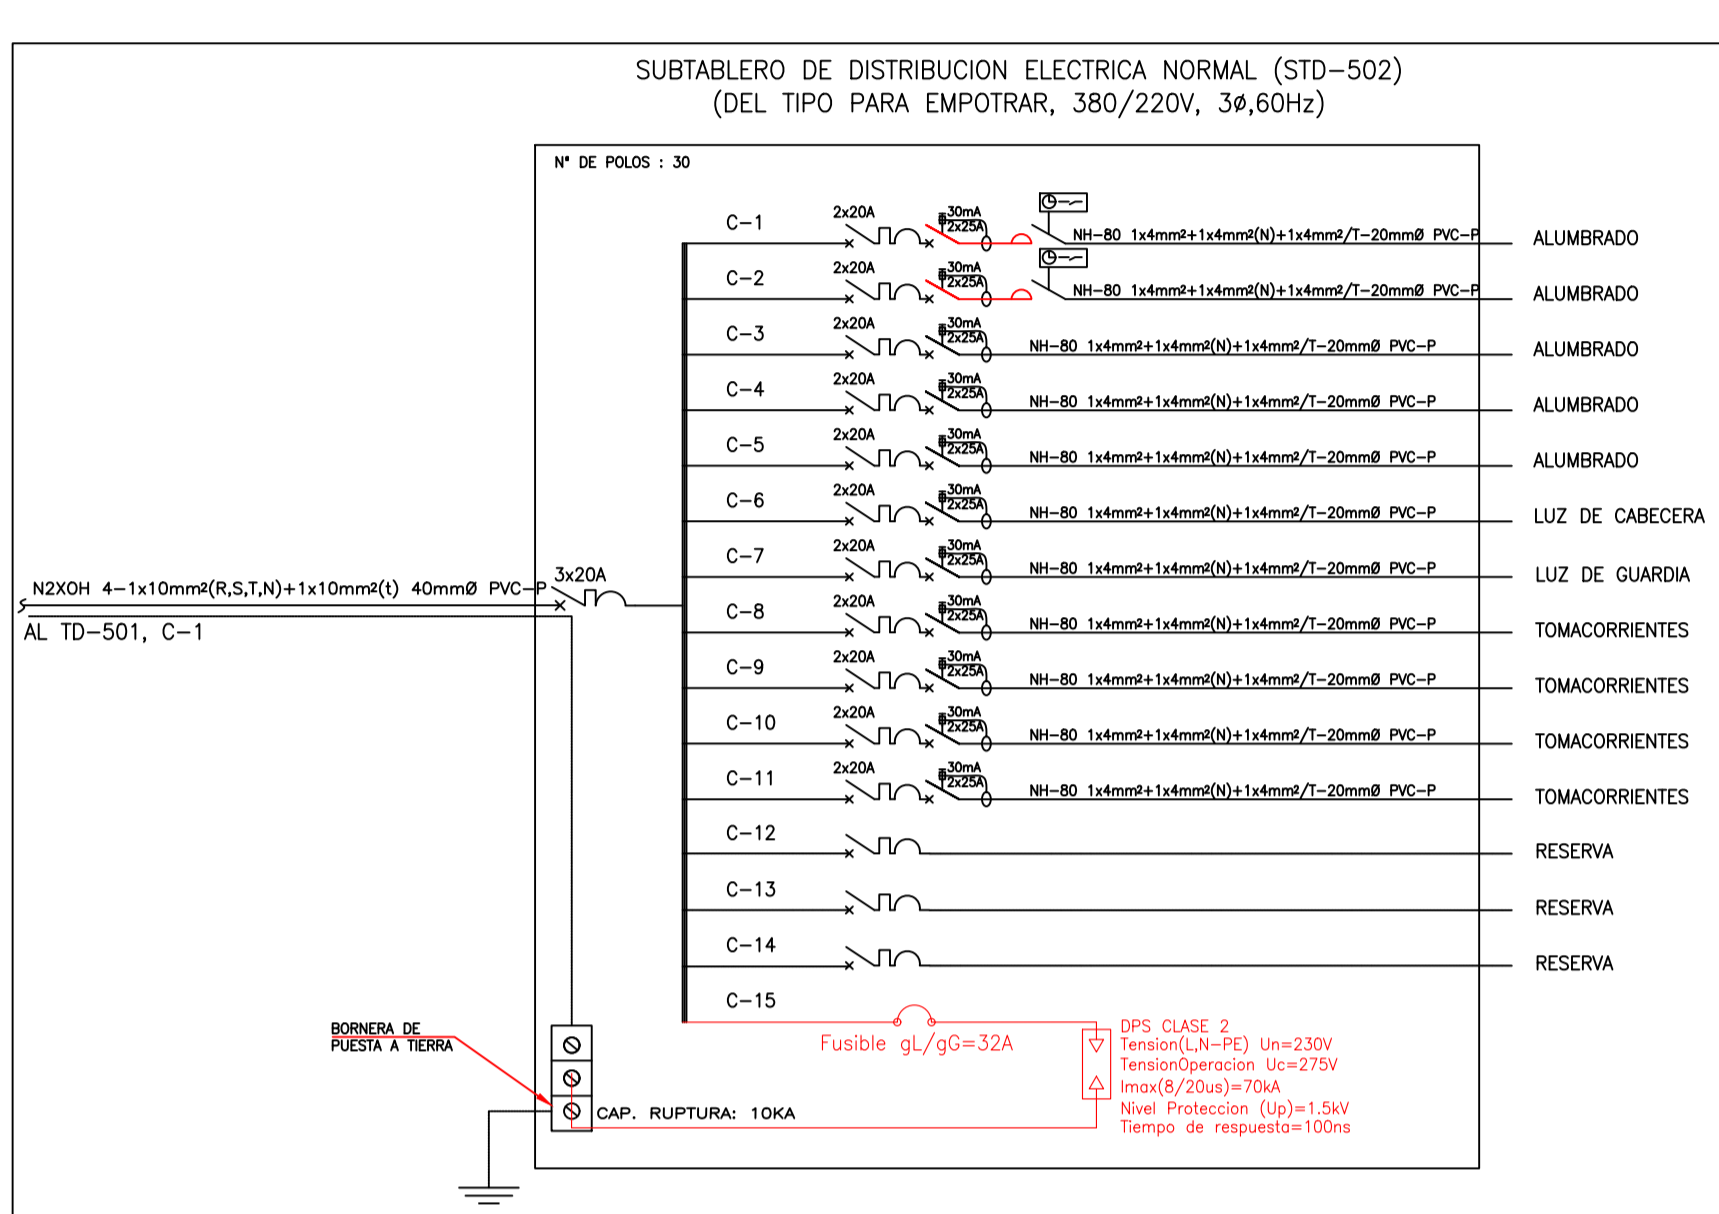 SUBTABLERO DE DISTRIBUCION ELECTRICA NORMAL (STD-502)
(DEL TIPO PARA EMPOTRAR, 380/220V, 3ø,60Hz)
N° DE POLOS : 30
C-1 2x20A 30mA 2x25A NH-80 1x4mm²+1x4mm²(N)+1x4mm²/T-20mmØ PVC-P ALUMBRADO
C-2 2x20A 30mA 2x25A NH-80 1x4mm²+1x4mm²(N)+1x4mm²/T-20mmØ PVC-P ALUMBRADO
C-3 2x20A 30mA 2x25A NH-80 1x4mm²+1x4mm²(N)+1x4mm²/T-20mmØ PVC-P ALUMBRADO
C-4 2x20A 30mA 2x25A NH-80 1x4mm²+1x4mm²(N)+1x4mm²/T-20mmØ PVC-P ALUMBRADO
C-5 2x20A 30mA 2x25A NH-80 1x4mm²+1x4mm²(N)+1x4mm²/T-20mmØ PVC-P ALUMBRADO
C-6 2x20A 30mA 2x25A NH-80 1x4mm²+1x4mm²(N)+1x4mm²/T-20mmØ PVC-P LUZ DE CABECERA
C-7 2x20A 30mA 2x25A NH-80 1x4mm²+1x4mm²(N)+1x4mm²/T-20mmØ PVC-P LUZ DE GUARDIA
N2XOH 4-1x10mm²(R,S,T,N)+1x10mm²(t) 40mmØ PVC-P 3x20A
AL TD-501, C-1
C-8 2x20A 30mA 2x25A NH-80 1x4mm²+1x4mm²(N)+1x4mm²/T-20mmØ PVC-P TOMACORRIENTES
C-9 2x20A 30mA 2x25A NH-80 1x4mm²+1x4mm²(N)+1x4mm²/T-20mmØ PVC-P TOMACORRIENTES
C-10 2x20A 30mA 2x25A NH-80 1x4mm²+1x4mm²(N)+1x4mm²/T-20mmØ PVC-P TOMACORRIENTES
C-11 2x20A 30mA 2x25A NH-80 1x4mm²+1x4mm²(N)+1x4mm²/T-20mmØ PVC-P TOMACORRIENTES
C-12 RESERVA
C-13 RESERVA
C-14 RESERVA
C-15
Fusible gL/gG=32A
DPS CLASE 2
Tension(L,N-PE) Un=230V
TensionOperacion Uc=275V
Imax(8/20us)=70kA
Nivel Proteccion (Up)=1.5kV
Tiempo de respuesta=100ns
BORNERA DE
PUESTA A TIERRA
CAP. RUPTURA: 10KA